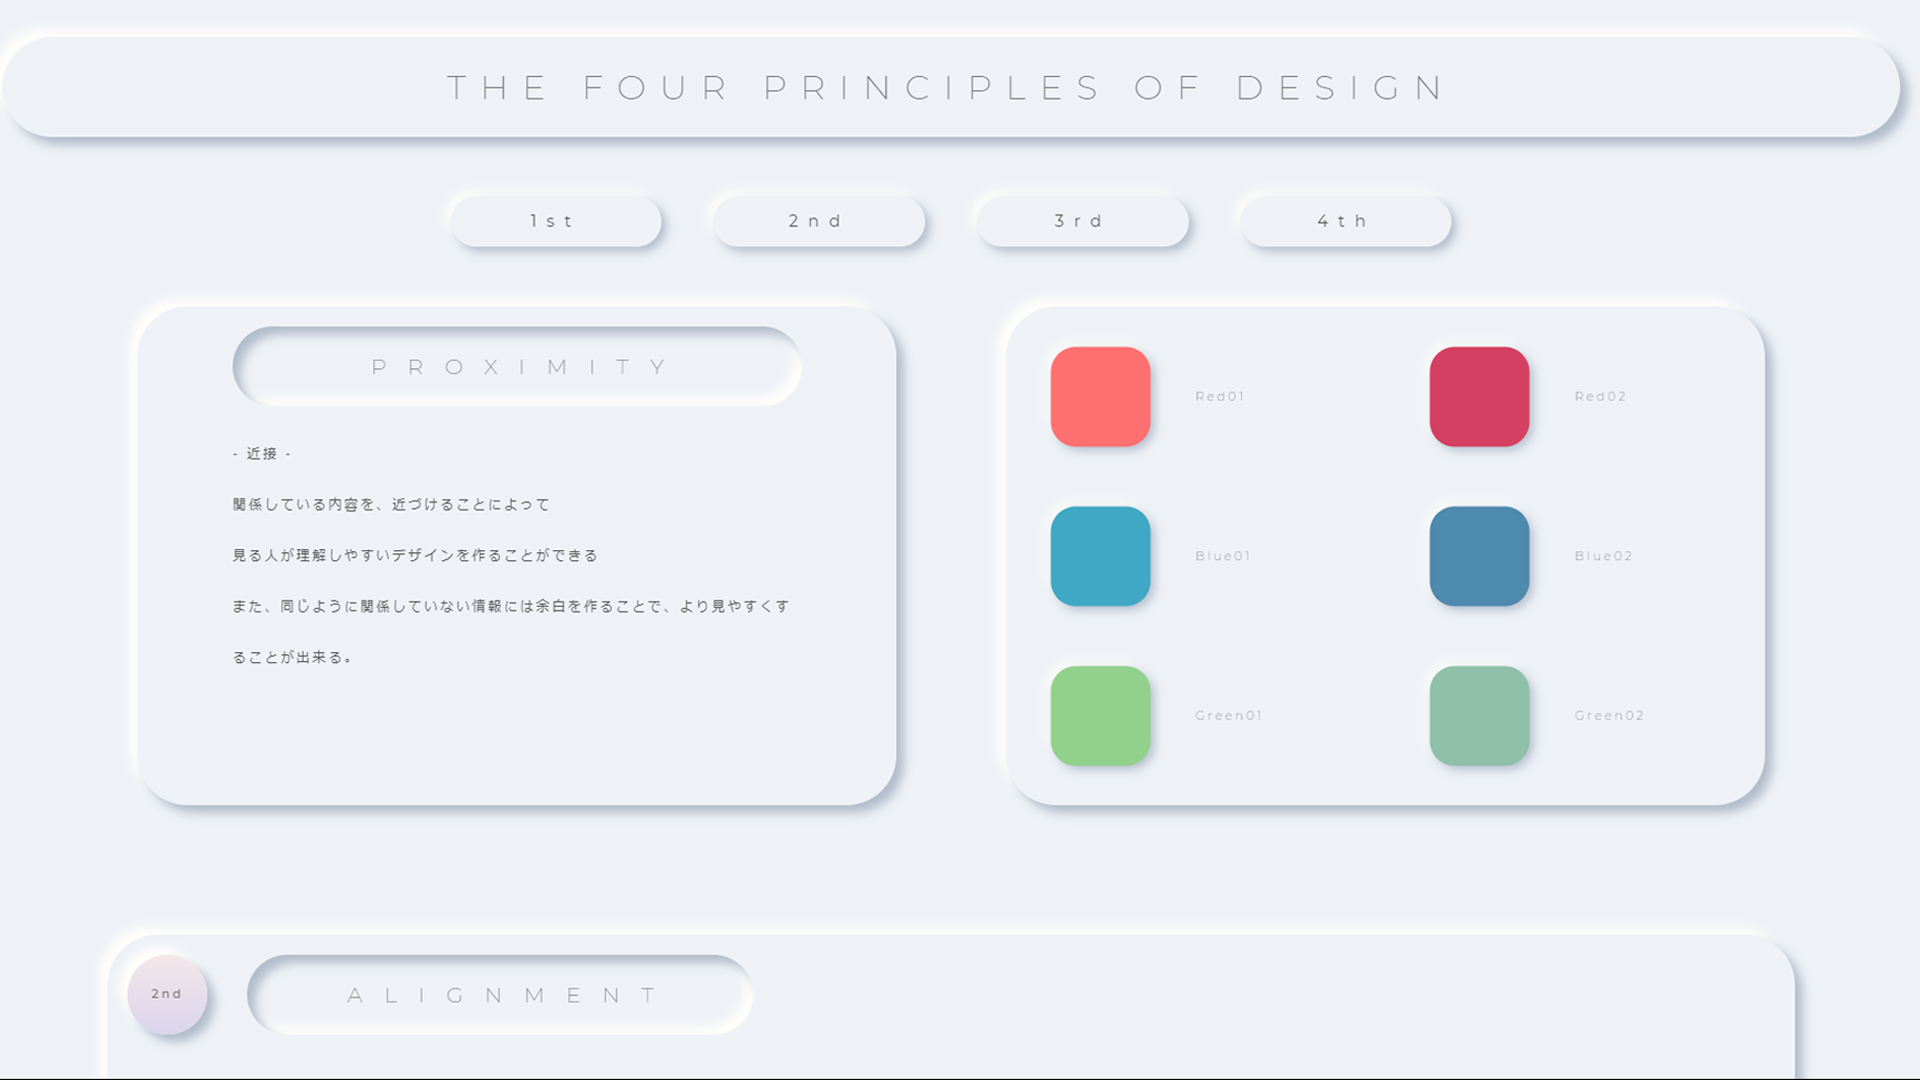 THE FOUR PRINCIPLES OF DESIGN
1st
2nd
3rd
4th
PROXIMITY
- 近接 -
関係している内容を、近づけることによって
見る人が理解しやすいデザインを作ることができる
また、同じように関係していない情報には余白を作ることで、より見やすくす
ることが出来る。
Red01
Red02
Blue01
Blue02
Green01
Green02
2nd
ALIGNMENT